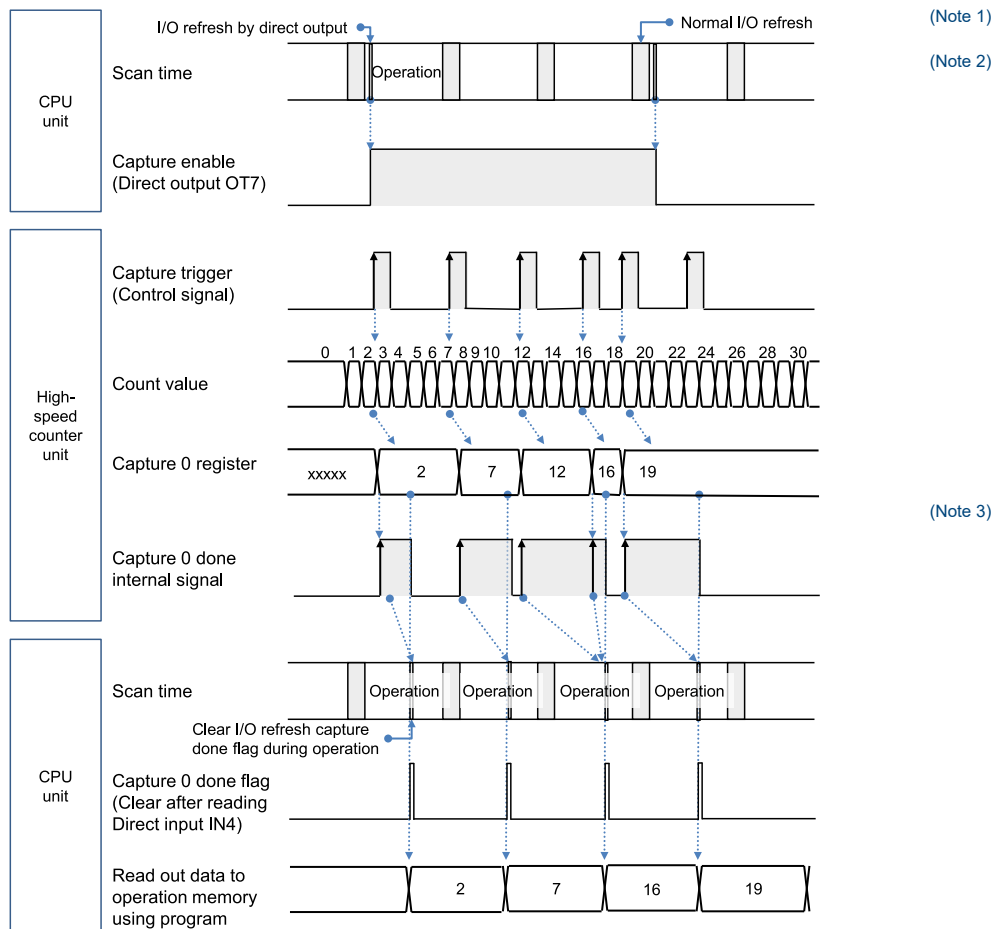 I/O refresh by direct output
Normal I/O refresh
(Note 1)
Scan time
Operation
(Note 2)
CPU
unit
Capture enable
(Direct output OT7)
Capture trigger
(Control signal)
0 1 2 3 4 5 6 7 8 9 10 12 14 16 18 20 22 24 26 28 30
Count value
High-
speed
counter
unit
Capture 0 register
xxxxx 2 7 12 16 19
(Note 3)
Capture 0 done
internal signal
Scan time
Operation Operation Operation Operation
Clear I/O refresh capture
done flag during operation
CPU
unit
Capture 0 done flag
(Clear after reading
Direct input IN4)
Read out data to
operation memory
using program
2 7 16 19